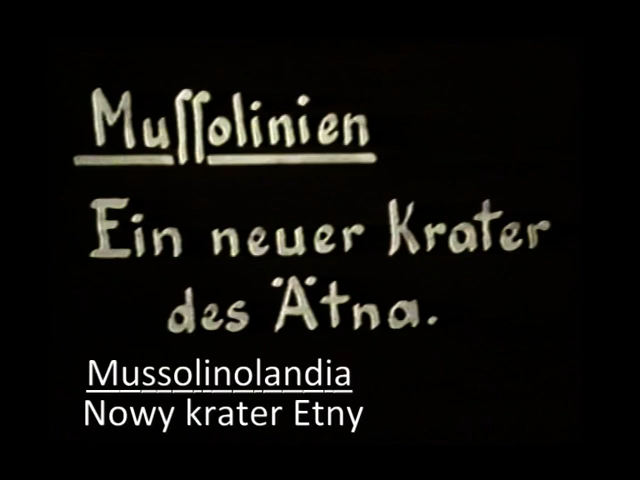 Muſſolinien
Ein neuer Krater
des Ätna.
Mussolinolandia
Nowy krater Etny